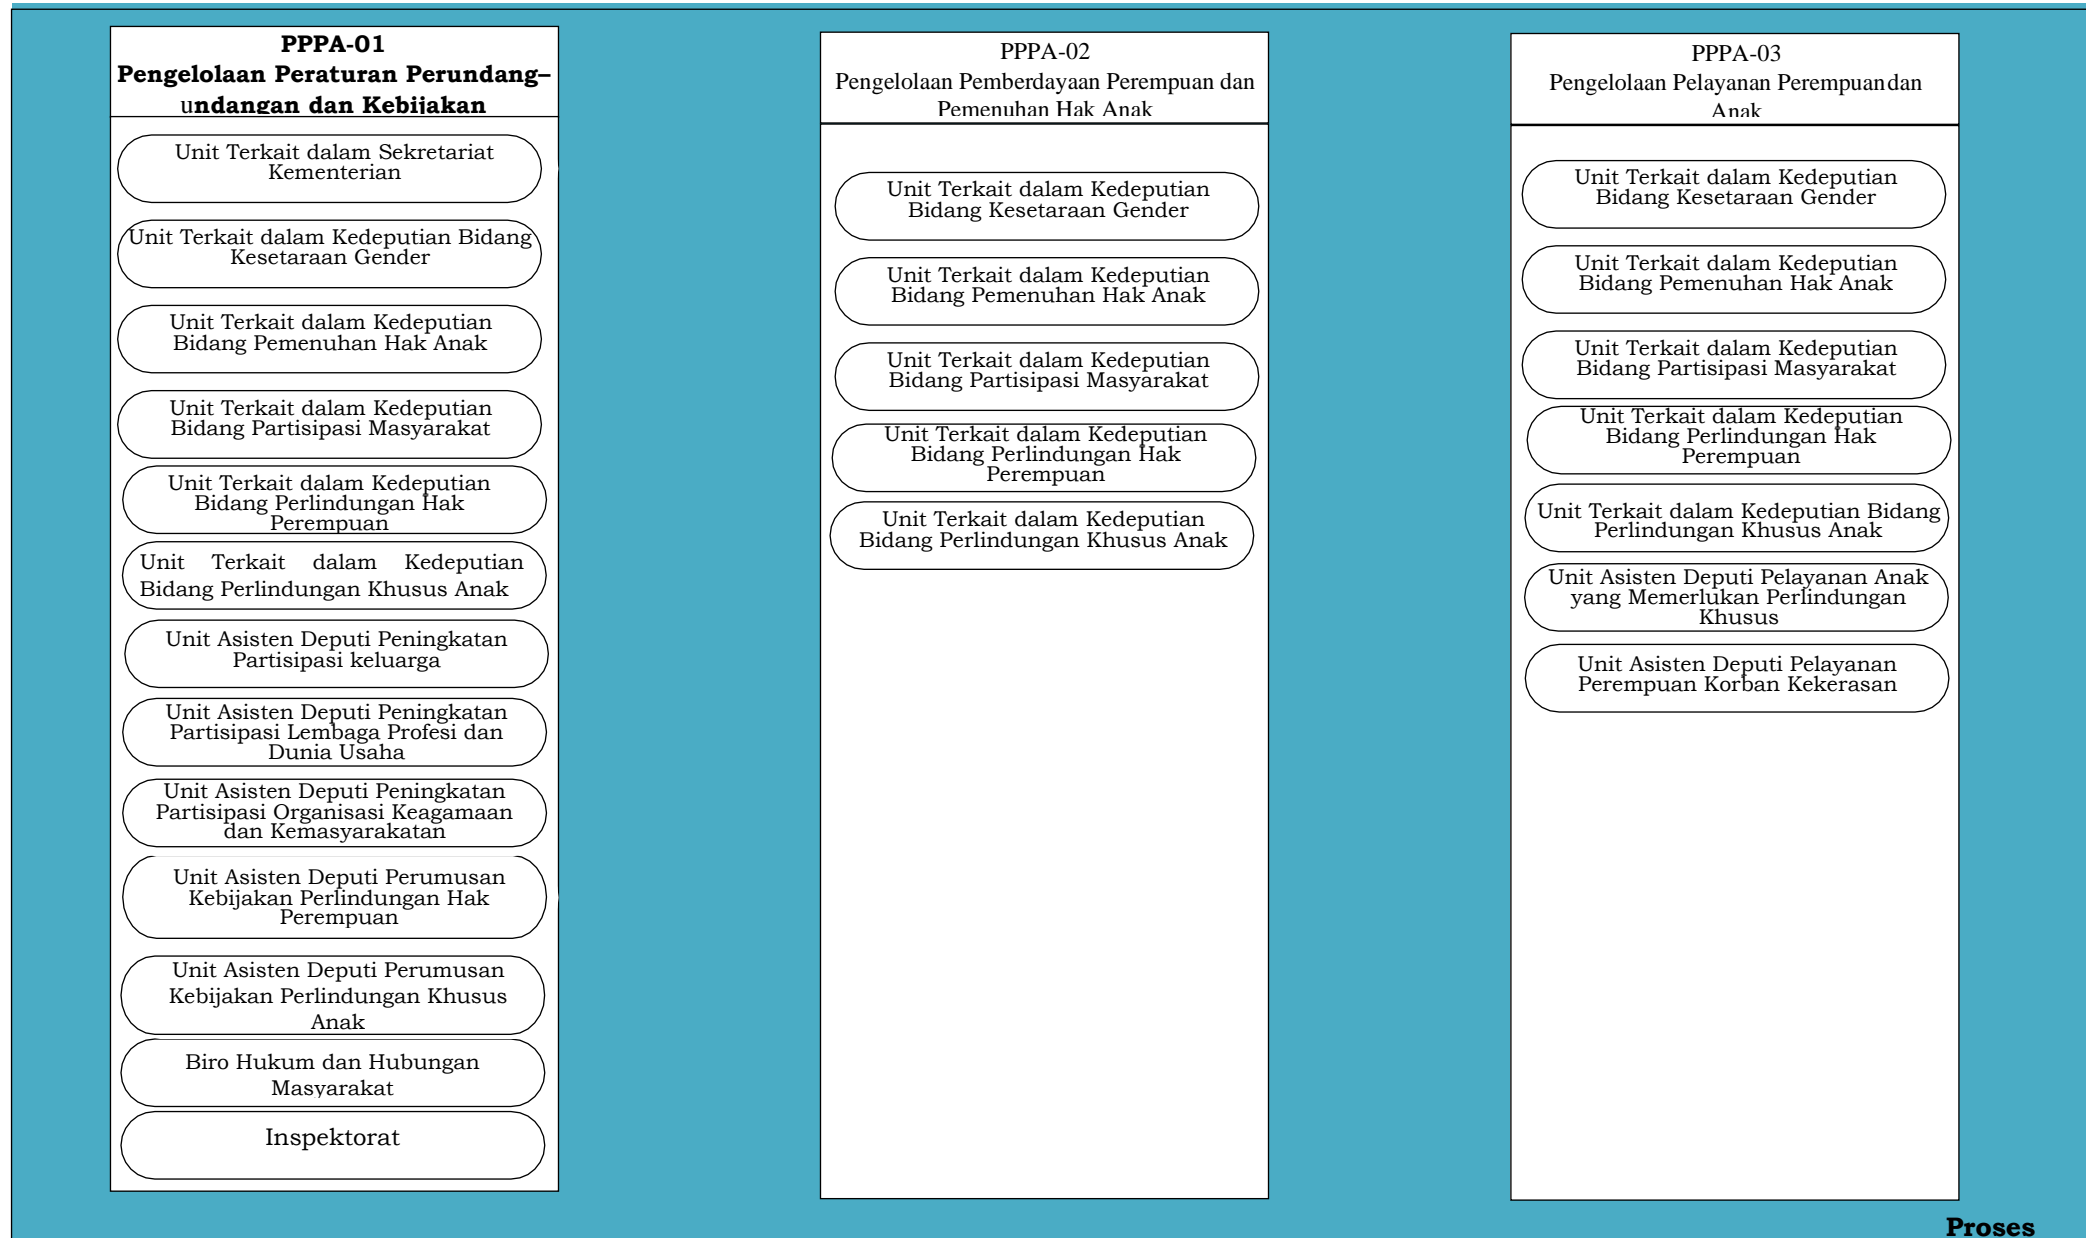 PPPA-01
Pengelolaan Peraturan Perundang–
undangan dan Kebijakan
Unit Terkait dalam Sekretariat
Kementerian
Unit Terkait dalam Kedeputian Bidang
Kesetaraan Gender
Unit Terkait dalam Kedeputian
Bidang Pemenuhan Hak Anak
Unit Terkait dalam Kedeputian
Bidang Partisipasi Masyarakat
Unit Terkait dalam Kedeputian
Bidang Perlindungan Hak
Perempuan
Unit Terkait dalam Kedeputian
Bidang Perlindungan Khusus Anak
Unit Asisten Deputi Peningkatan
Partisipasi keluarga
Unit Asisten Deputi Peningkatan
Partisipasi Lembaga Profesi dan
Dunia Usaha
Unit Asisten Deputi Peningkatan
Partisipasi Organisasi Keagamaan
dan Kemasyarakatan
Unit Asisten Deputi Perumusan
Kebijakan Perlindungan Hak
Perempuan
Unit Asisten Deputi Perumusan
Kebijakan Perlindungan Khusus
Anak
Biro Hukum dan Hubungan
Masyarakat
Inspektorat
PPPA-02
Pengelolaan Pemberdayaan Perempuan dan
Pemenuhan Hak Anak
Unit Terkait dalam Kedeputian
Bidang Kesetaraan Gender
Unit Terkait dalam Kedeputian
Bidang Pemenuhan Hak Anak
Unit Terkait dalam Kedeputian
Bidang Partisipasi Masyarakat
Unit Terkait dalam Kedeputian
Bidang Perlindungan Hak
Perempuan
Unit Terkait dalam Kedeputian
Bidang Perlindungan Khusus Anak
PPPA-03
Pengelolaan Pelayanan Perempuandan
Anak
Unit Terkait dalam Kedeputian
Bidang Kesetaraan Gender
Unit Terkait dalam Kedeputian
Bidang Pemenuhan Hak Anak
Unit Terkait dalam Kedeputian
Bidang Partisipasi Masyarakat
Unit Terkait dalam Kedeputian
Bidang Perlindungan Hak
Perempuan
Unit Terkait dalam Kedeputian Bidang
Perlindungan Khusus Anak
Unit Asisten Deputi Pelayanan Anak
yang Memerlukan Perlindungan
Khusus
Unit Asisten Deputi Pelayanan
Perempuan Korban Kekerasan
Proses